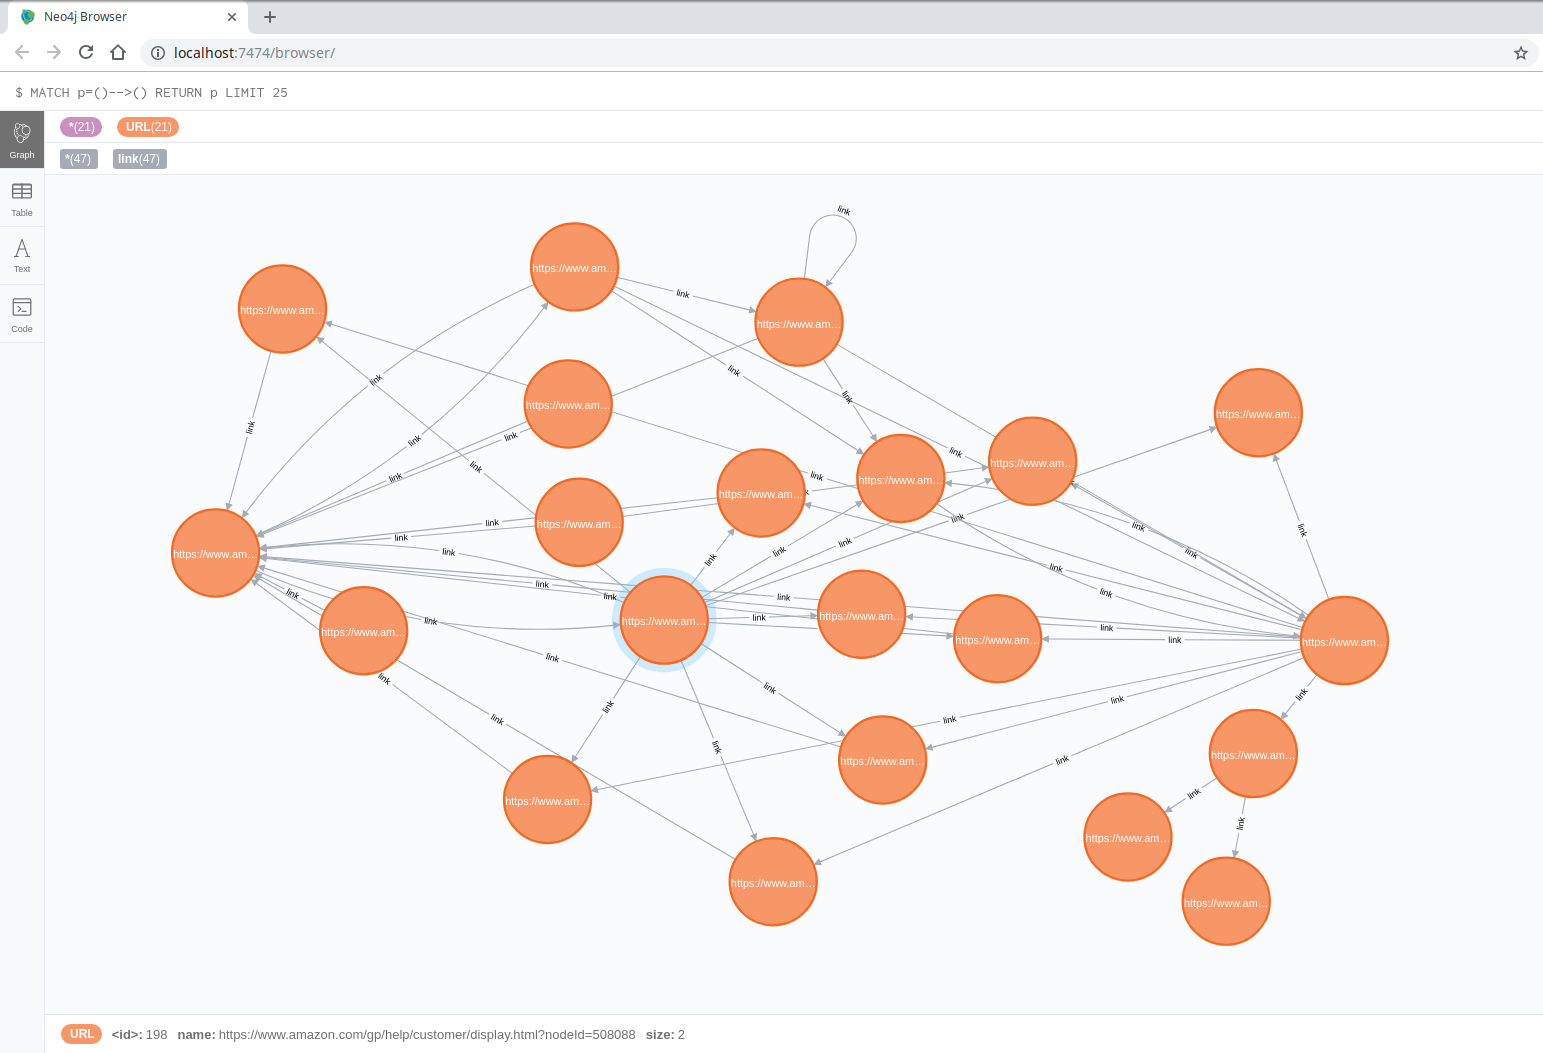 Neo4j Browser
localhost:7474/browser/
$ MATCH p=()-->() RETURN p LIMIT 25
*(21) URL(21)
*(47) link(47)
Graph
Table
Text
Code
link
https://www.am...
https://www.am...
link
https://www.am...
link
link
link
https://www.am...
https://www.am...
link
link
link
https://www.am...
link
https://www.am...
link
link
link
https://www.am...
https://www.am...
link
https://www.am...
link
link
link
link
link
https://www.am...
link
link
link
link
link
link
link
link
link
link
https://www.am...
link
https://www.am...
https://www.am...
link
link
link
https://www.am...
https://www.am...
https://www.am...
link
link
link
link
link
link
link
link
link
link
https://www.am...
https://www.am...
link
https://www.am...
link
link
https://www.am...
https://www.am...
https://www.am...
URL <id>: 198 name: https://www.amazon.com/gp/help/customer/display.html?nodeId=508088 size: 2